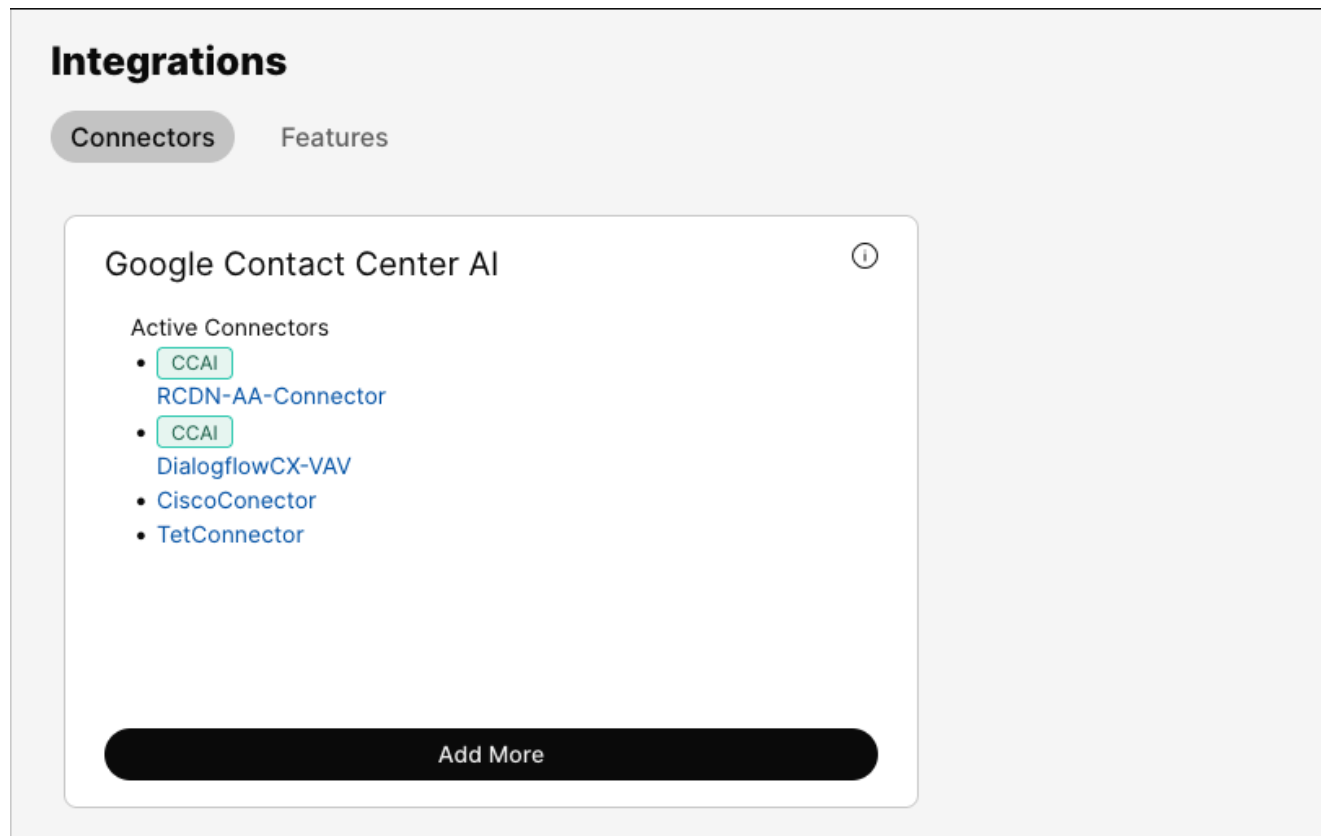 Integrations
Connectors Features
Google Contact Center AI
Active Connectors
CCAI
RCDN-AA-Connector
CCAI
DialogflowCX-VAV
CiscoConector
TetConnector
Add More